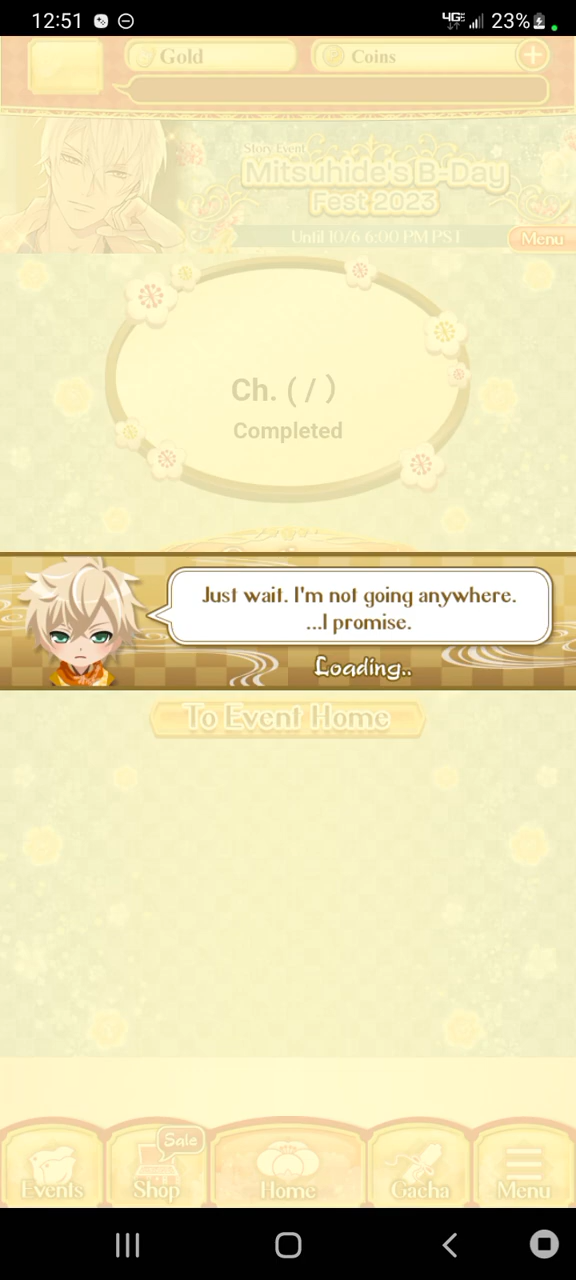 12:51
4G 23%
Gold
Coins
Story Event
Mitsuhide's B-Day
Fest 2023
Until 10/6 6:00 PM PST
Menu
Ch. ( / )
Completed
Just wait. I'm not going anywhere.
...I promise.
Loading..
To Event Home
Sale
Events
Shop
Home
Gacha
Menu